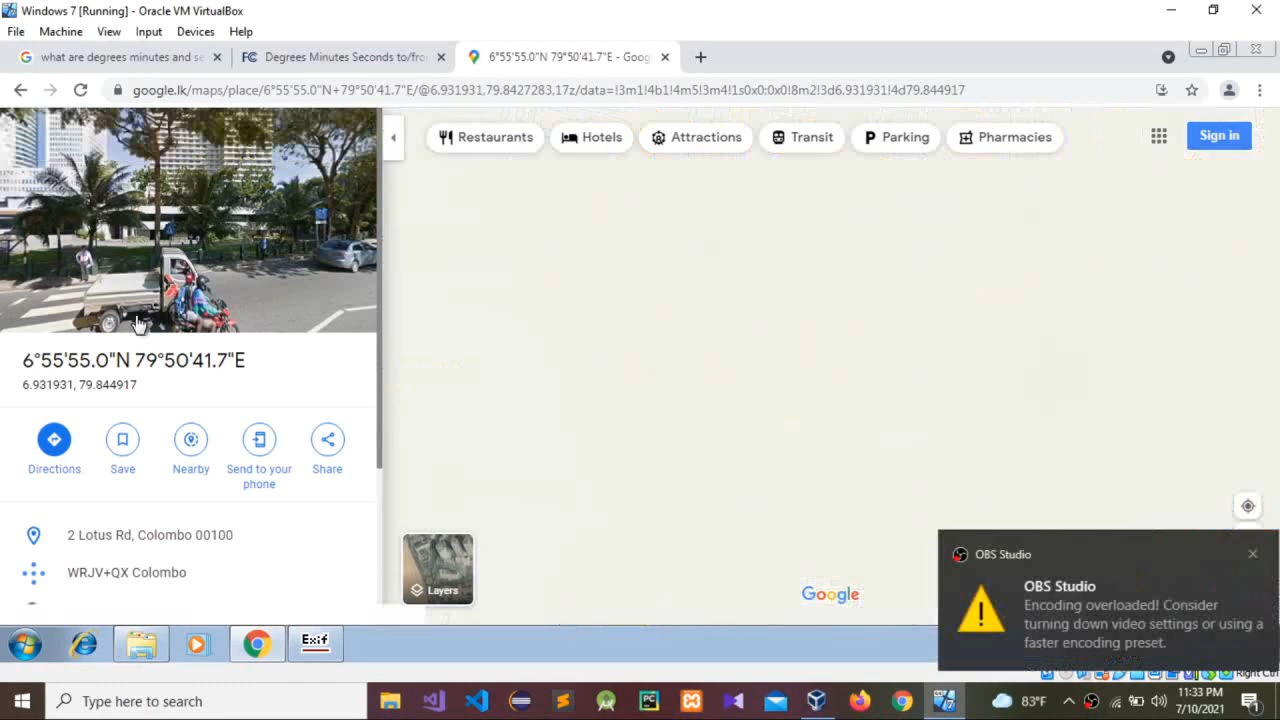 Windows 7 [Running] - Oracle VM VirtualBox
File Machine View Input Devices Help
what are degrees minutes and se
Degrees Minutes Seconds to/fro
6°55'55.0"N 79°50'41.7"E - Goog
google.lk/maps/place/6°55'55.0"N+79°50'41.7"E/@6.931931,79.8427283,17z/data=!3m1!4b1!4m5!3m4!1s0x0:0x0!8m2!3d6.931931!4d79.844917
Restaurants
Hotels
Attractions
Transit
Parking
Pharmacies
Sign in
6°55'55.0"N 79°50'41.7"E
6.931931, 79.844917
Directions
Save
Nearby
Send to your
phone
Share
2 Lotus Rd, Colombo 00100
WRJV+QX Colombo
Layers
Google
OBS Studio
OBS Studio
Encoding overloaded! Consider
turning down video settings or using a
faster encoding preset.
Exif
Right Ctrl
Type here to search
PC
83°F
11:33 PM
7/10/2021
1